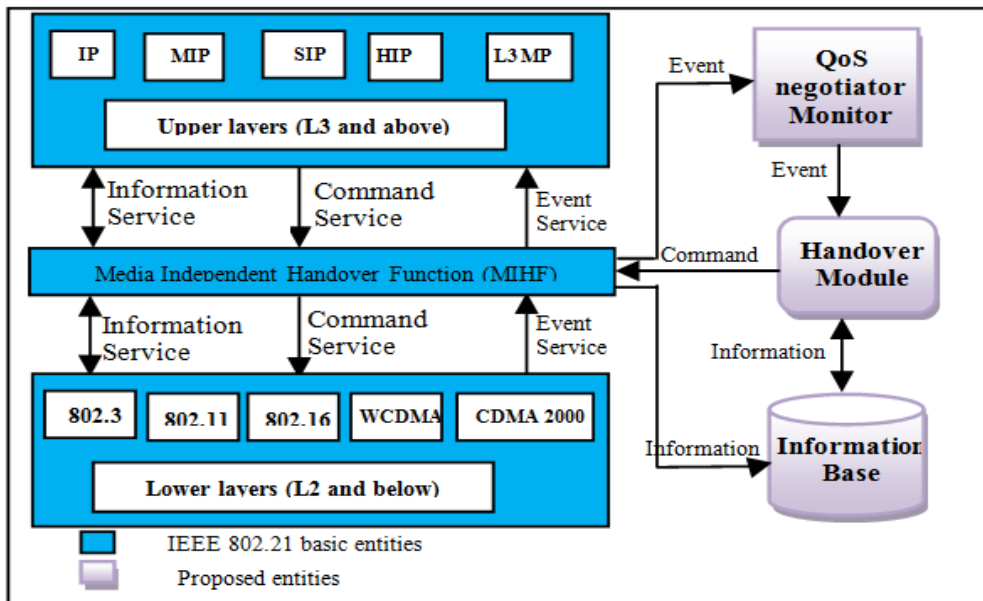 IP
MIP
SIP
HIP
L3 MP
Upper layers (L3 and above)
Information
Service
Command
Service
Event
Service
Media Independent Handover Function (MIHF)
Information
Service
Command
Service
Event
Service
802.3
802.11
802.16
WCDMA
CDMA 2000
Lower layers (L2 and below)
Event
QoS
negotiator
Monitor
Event
Command
Handover
Module
Information
Information
Information
Base
IEEE 802.21 basic entities
Proposed entities